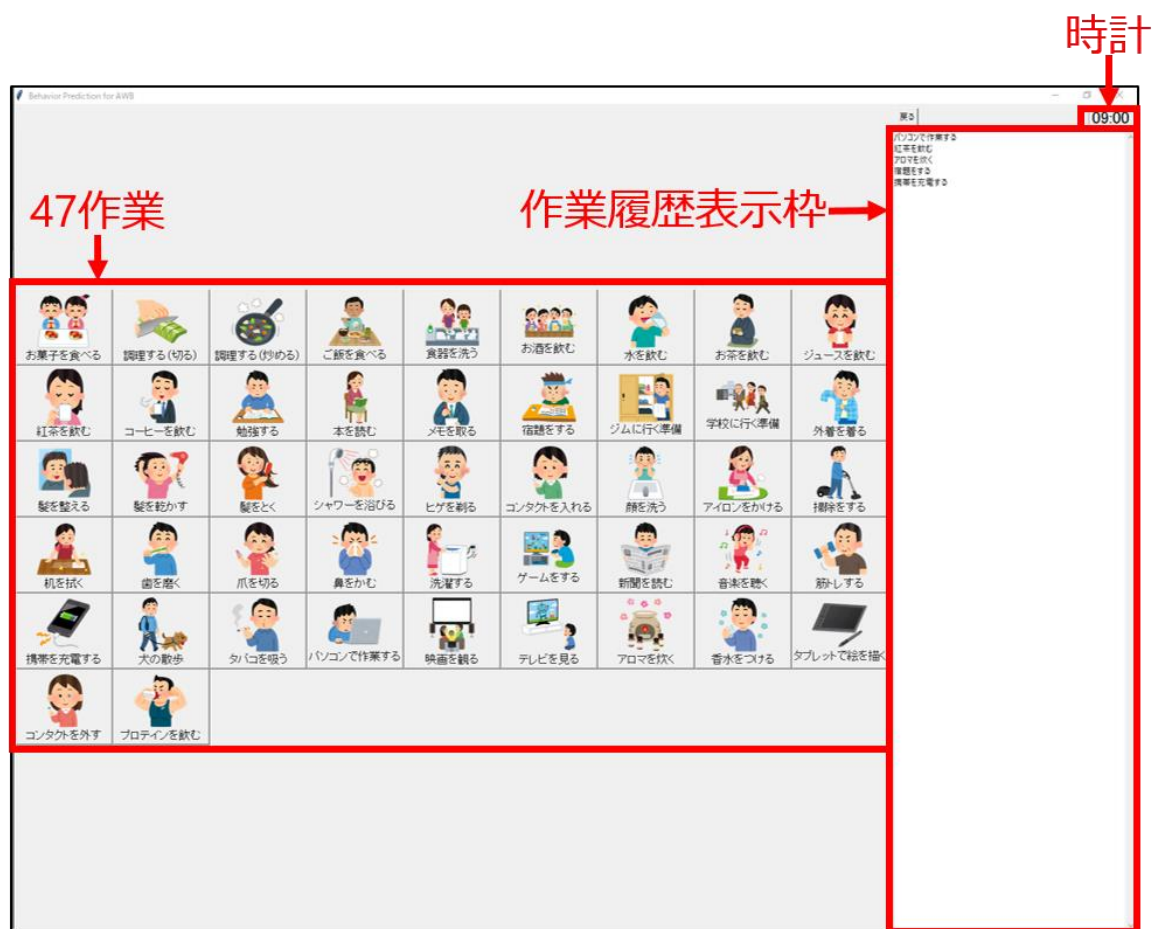 時計
Behavior Prediction for AWB
戻る
09:00
パソコンで作業する
紅茶を飲む
アロマを炊く
宿題をする
携帯を充電する
47作業
作業履歴表示枠
お菓子を食べる 調理する(切る) 調理する(炒める) ご飯を食べる 食器を洗う お酒を飲む 水を飲む お茶を飲む ジュースを飲む
紅茶を飲む コーヒーを飲む 勉強する 本を読む メモを取る 宿題をする ジムに行く準備 学校に行く準備 外着を着る
髪を整える 髪を乾かす 髪をとく シャワーを浴びる ヒゲを剃る コンタクトを入れる 顔を洗う アイロンをかける 掃除をする
机を拭く 歯を磨く 爪を切る 鼻をかむ 洗濯する ゲームをする 新聞を読む 音楽を聴く 筋トレする
携帯を充電する 犬の散歩 タバコを吸う パソコンで作業する 映画を観る テレビを見る アロマを炊く 香水をつける タブレットで絵を描く
コンタクトを外す プロテインを飲む